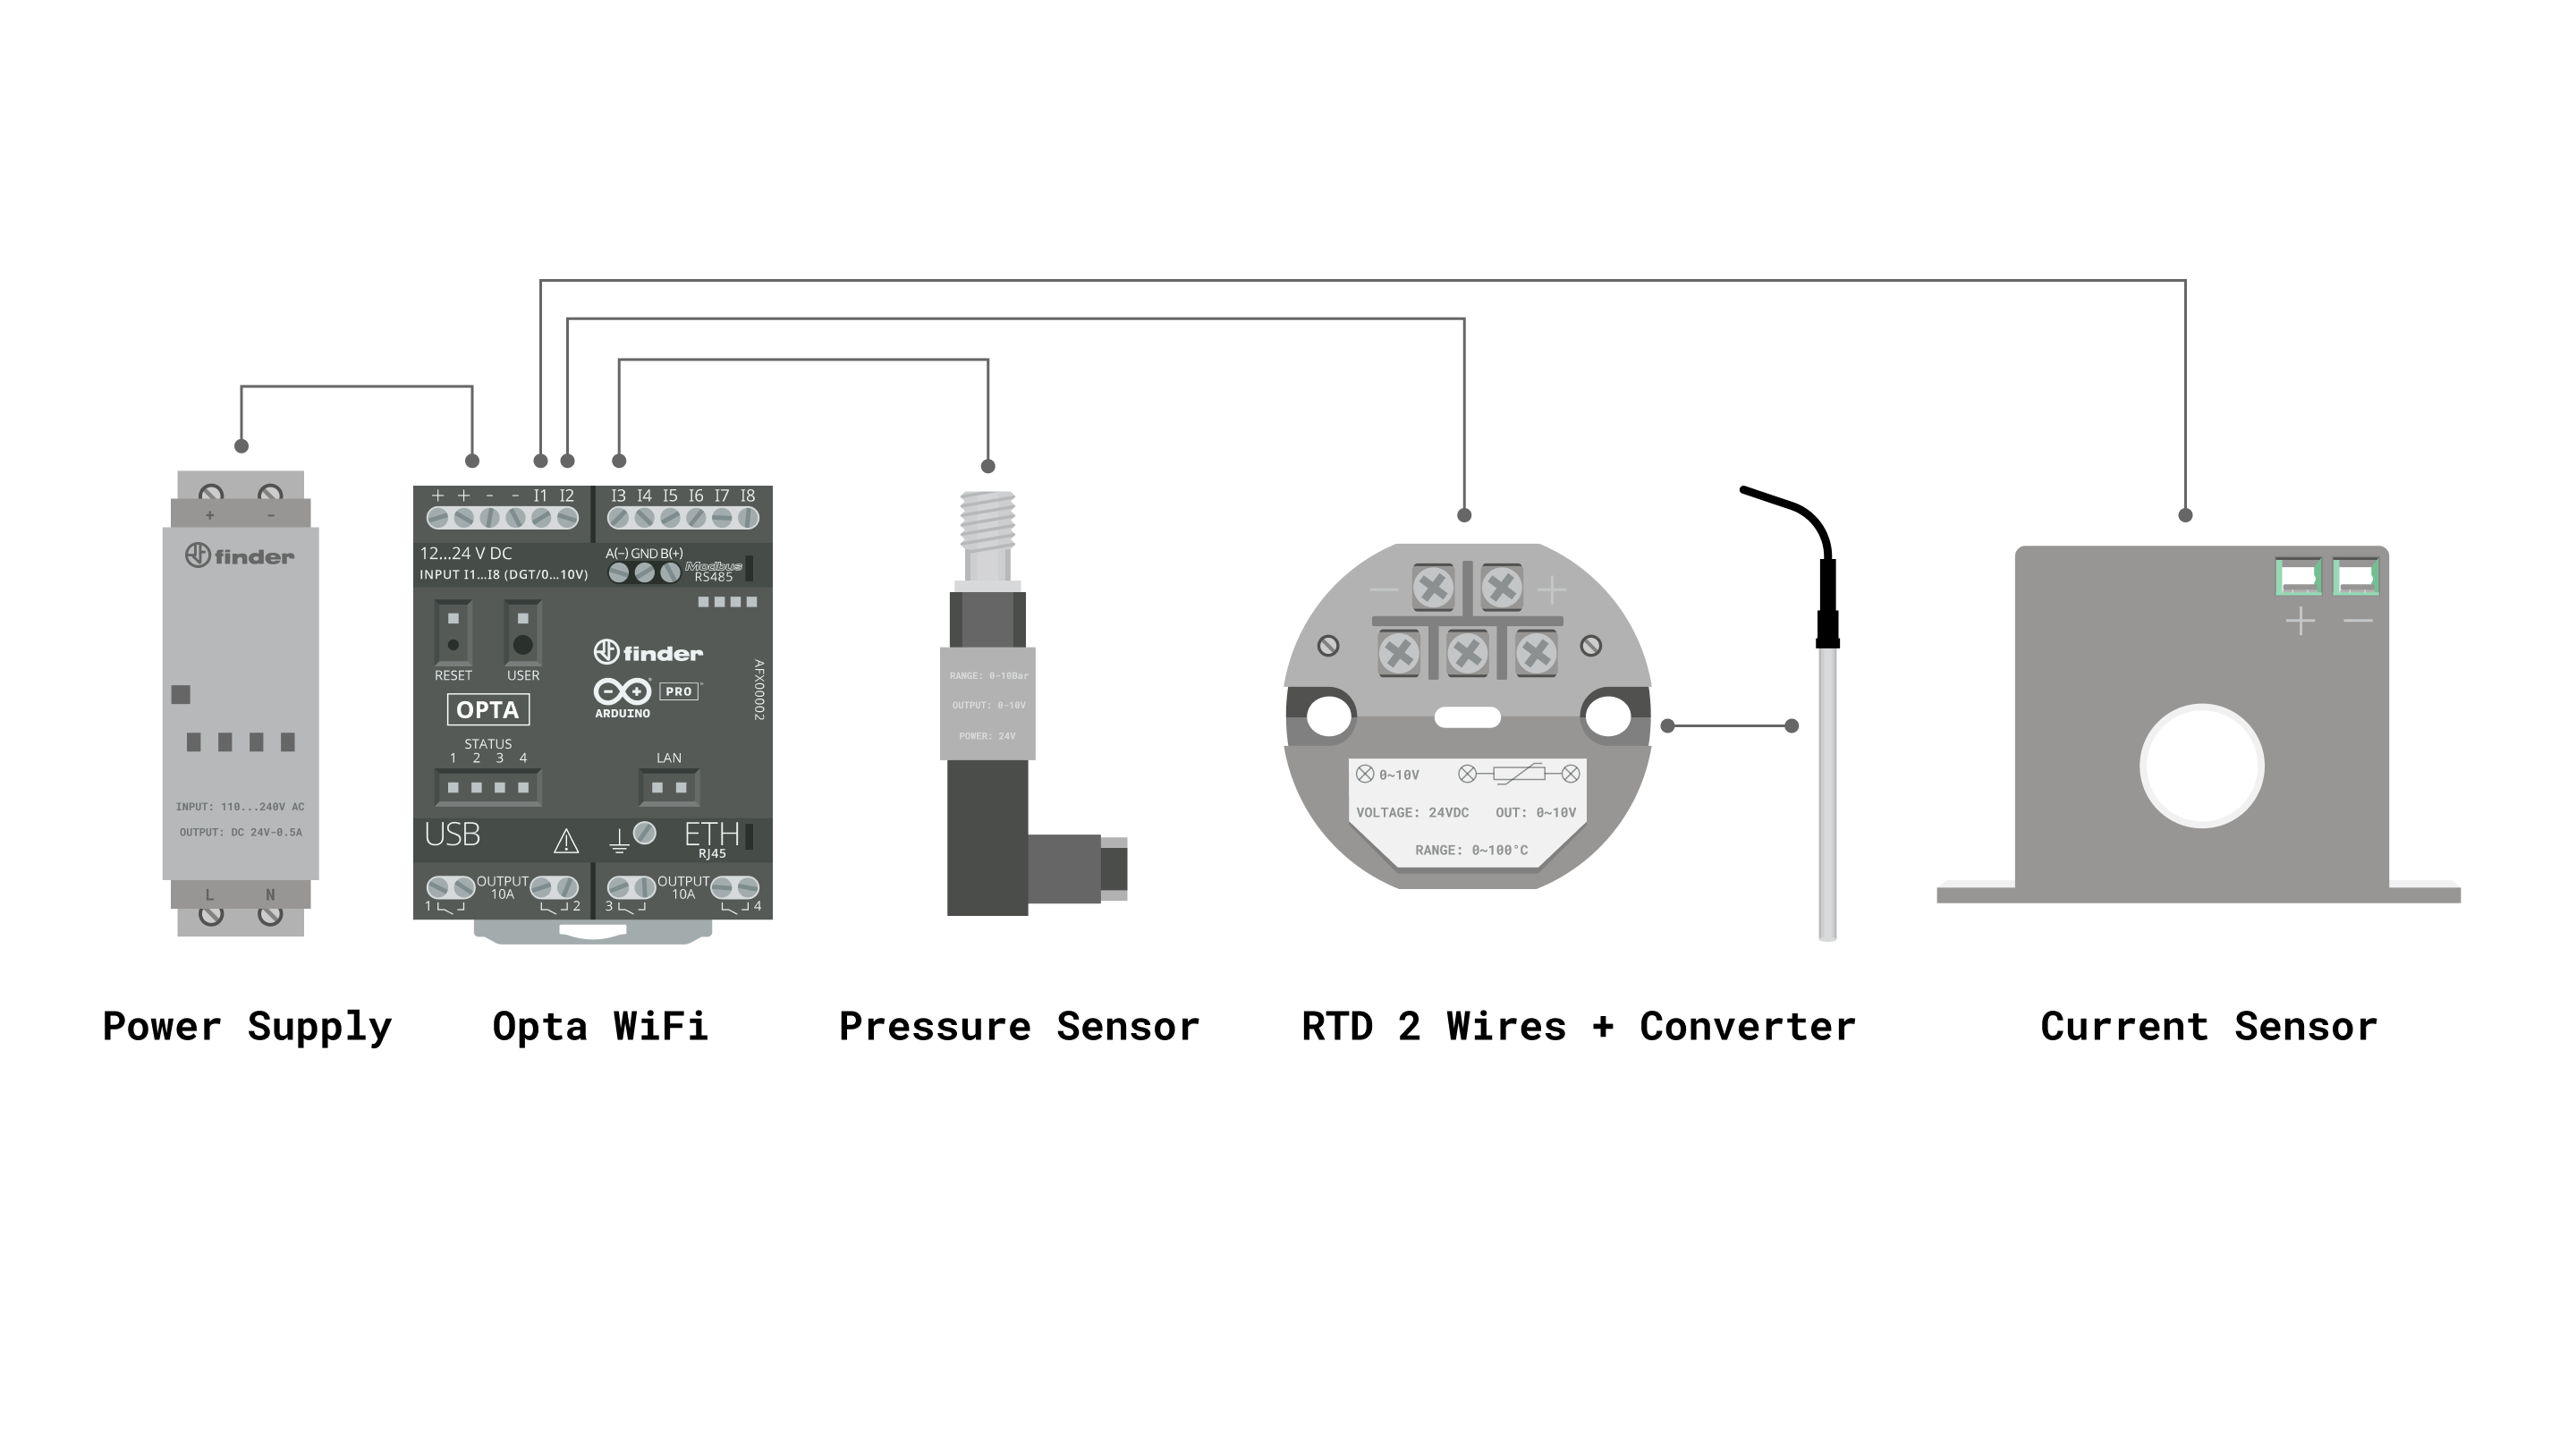 + -
finder
INPUT: 110...240V AC
OUTPUT: DC 24V-0.5A
L N
+ + - - I1 I2 I3 I4 I5 I6 I7 I8
12...24 V DC
INPUT I1...I8 (DGT/0...10V)
A(-) GND B(+)
Modbus
RS485
RESET USER
finder
ARDUINO
PRO
AFX00002
OPTA
STATUS
1 2 3 4
LAN
USB
ETH
RJ45
OUTPUT
10A
1 2
OUTPUT
10A
3 4
RANGE: 0-10Bar
OUTPUT: 0-10V
POWER: 24V
- +
0~10V
VOLTAGE: 24VDC OUT: 0~10V
RANGE: 0~100°C
+ -
Power Supply
Opta WiFi
Pressure Sensor
RTD 2 Wires + Converter
Current Sensor